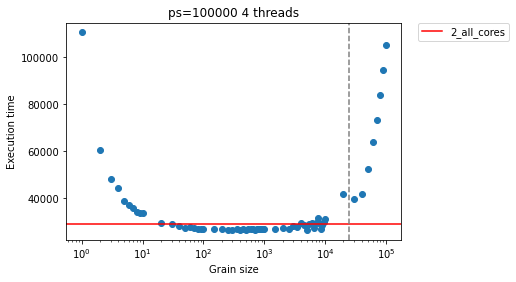 ps=100000 4 threads
2_all_cores
100000
80000
60000
40000
Execution time
10⁰
10¹
10²
10³
10⁴
10⁵
Grain size